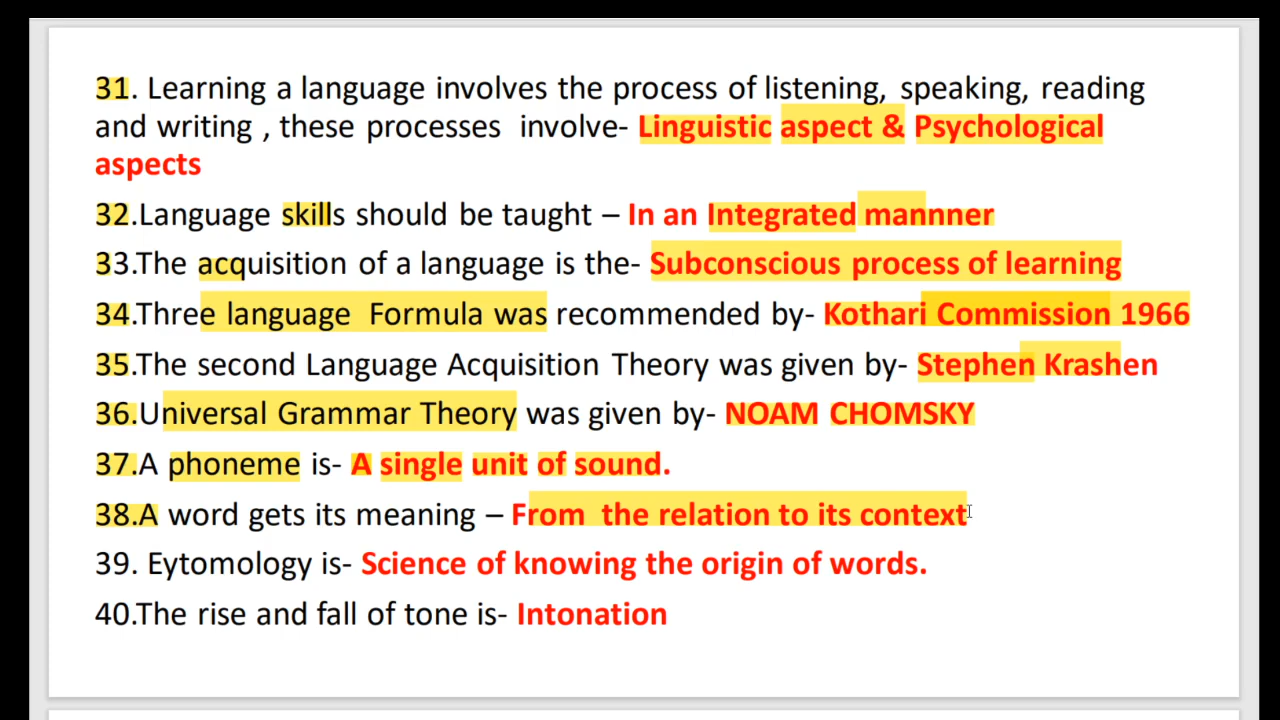 31. Learning a language involves the process of listening, speaking, reading
and writing , these processes involve- Linguistic aspect & Psychological
aspects
32.Language skills should be taught – In an Integrated mannner
33.The acquisition of a language is the- Subconscious process of learning
34.Three language Formula was recommended by- Kothari Commission 1966
35.The second Language Acquisition Theory was given by- Stephen Krashen
36.Universal Grammar Theory was given by- NOAM CHOMSKY
37.A phoneme is- A single unit of sound.
38.A word gets its meaning – From the relation to its context
39. Eytomology is- Science of knowing the origin of words.
40.The rise and fall of tone is- Intonation